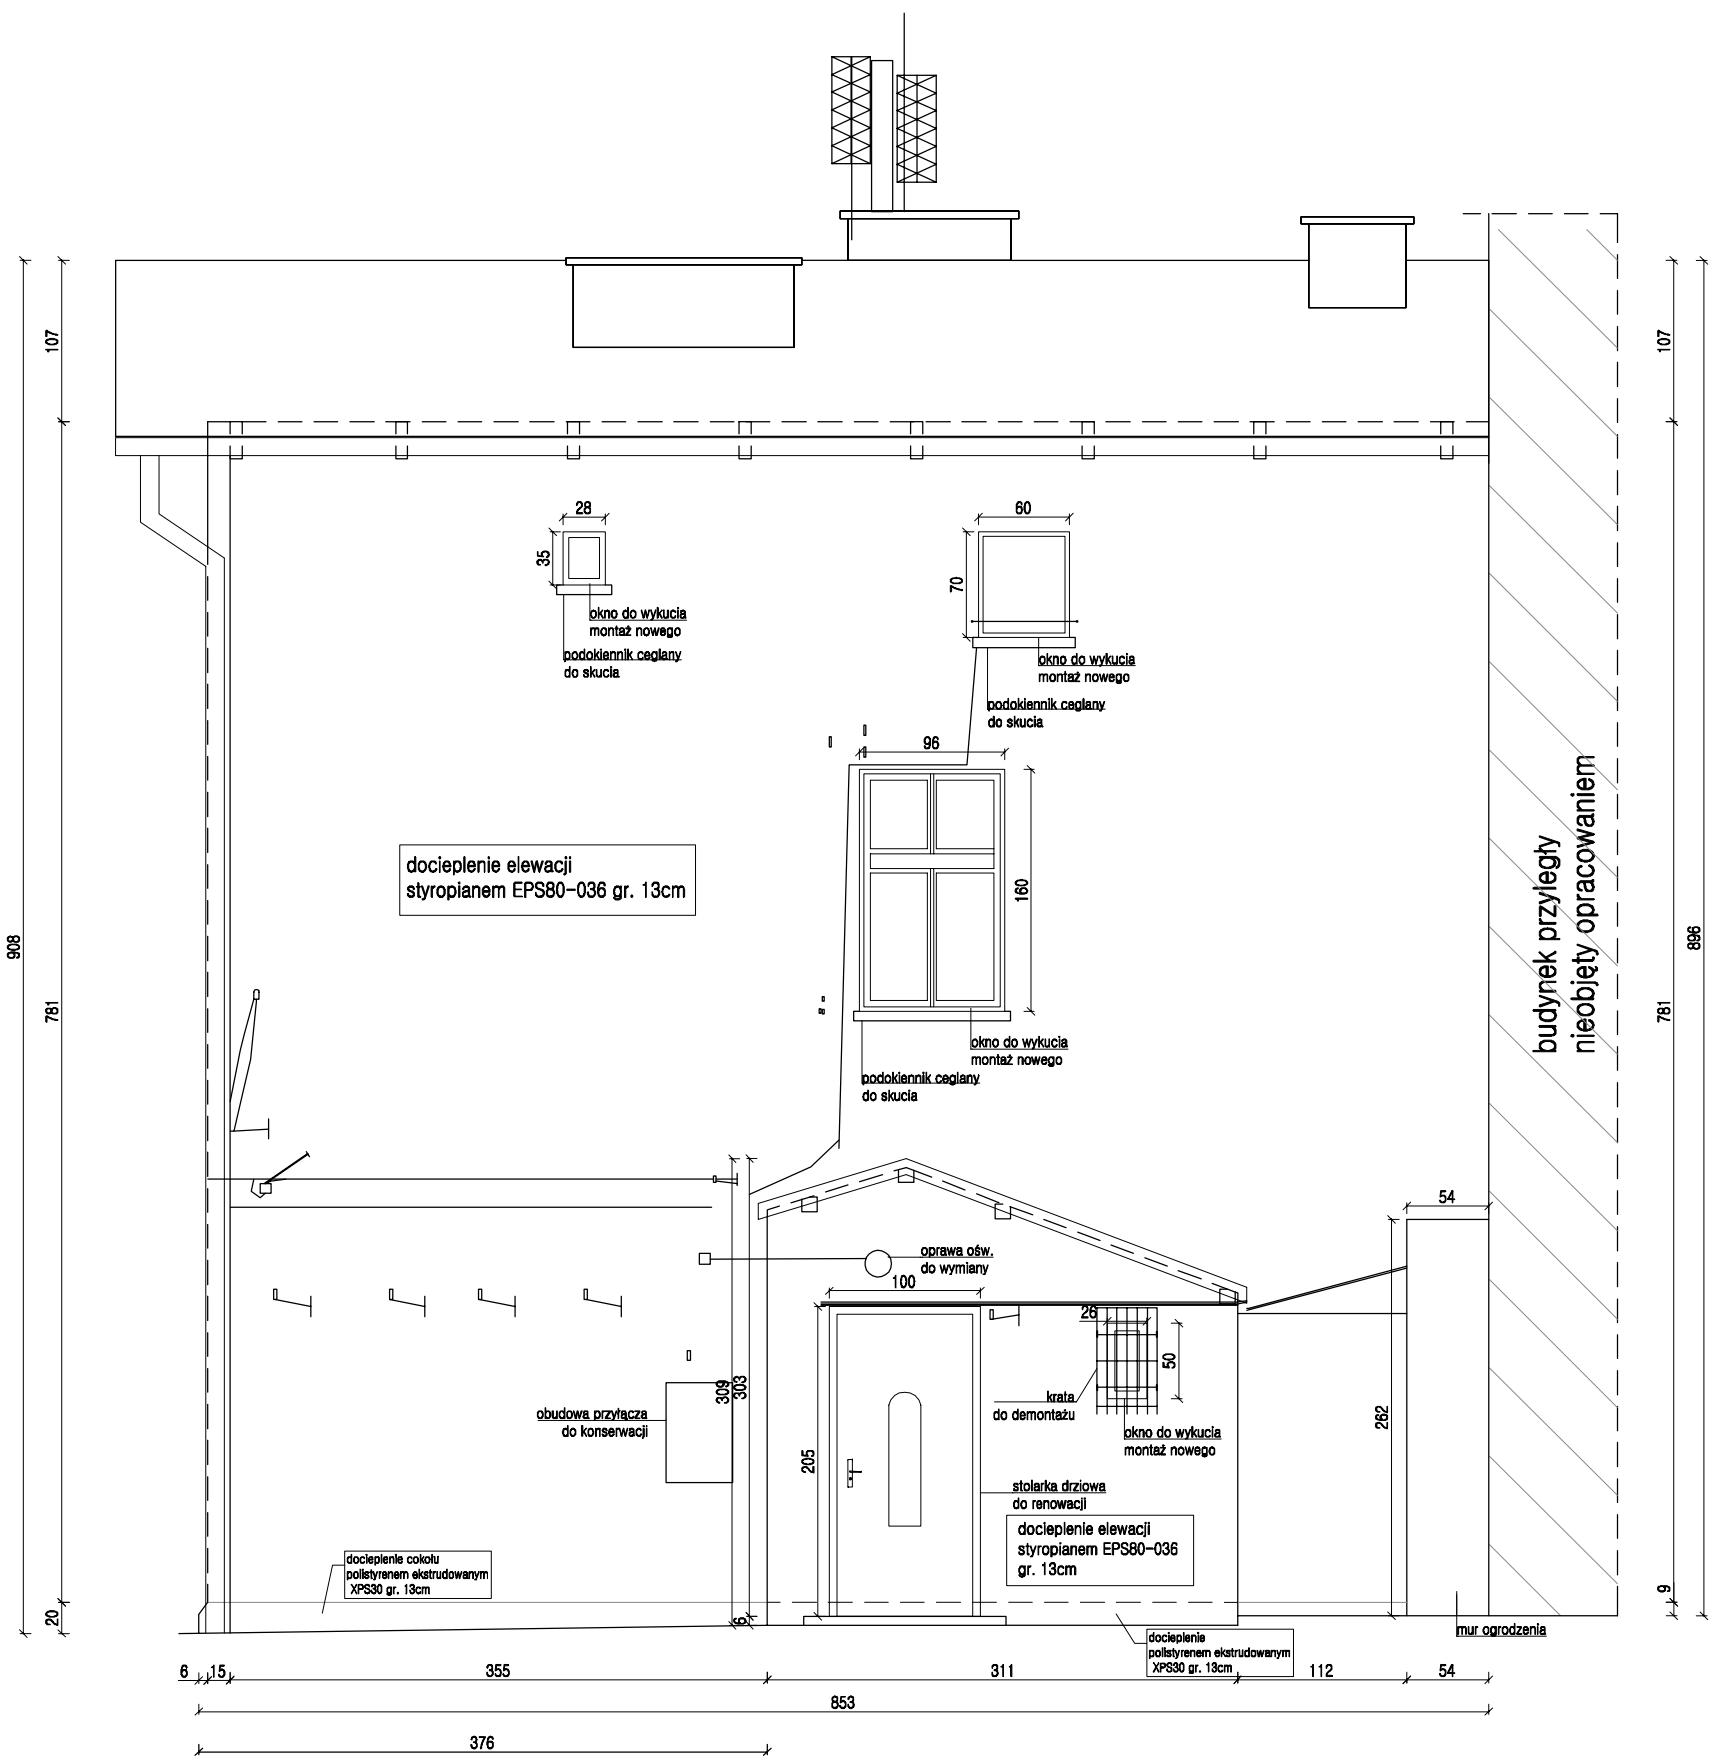 107
107
28
35
okno do wykucia
montaż nowego
podokiennik ceglany
do skucia
60
70
okno do wykucia
montaż nowego
podokiennik ceglany
do skucia
96
160
docieplenie elewacji
styropianem EPS80-036 gr. 13cm
budynek przyległy
nieobjęty opracowaniem
908
781
781
896
okno do wykucia
montaż nowego
podokiennik ceglany
do skucia
54
oprawa ośw.
do wymiany
100
26
50
309
303
krata
do demontażu
obudowa przyłącza
do konserwacji
262
okno do wykucia
montaż nowego
205
stolarka drziowa
do renowacji
docieplenie elewacji
styropianem EPS80-036
gr. 13cm
docieplenie cokołu
polistyrenem ekstrudowanym
XPS30 gr. 13cm
20
6
9
mur ogrodzenia
docieplenie
polistyrenem ekstrudowanym
XPS30 gr. 13cm
6 15 355 311 112 54
853
376